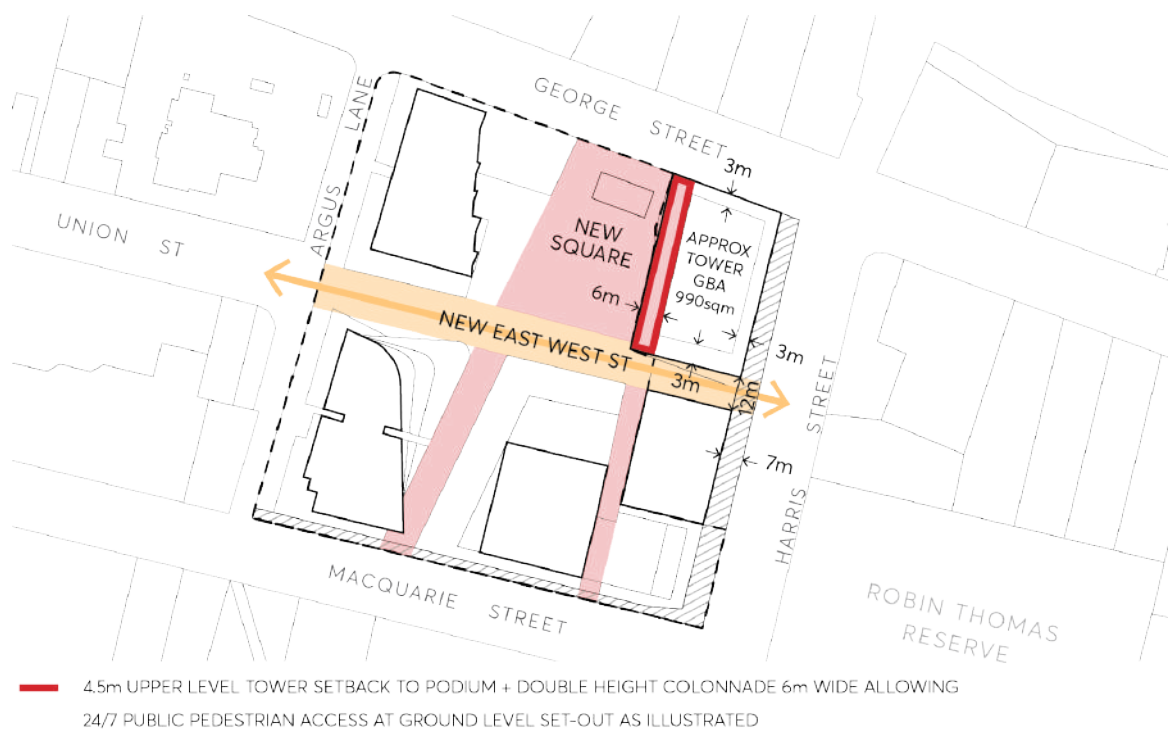 GEORGE STREET
3m
ARGUS LANE
UNION ST
NEW
SQUARE
APPROX
TOWER
GBA
990sqm
6m
NEW EAST WEST ST
3m
3m
12m
7m
HARRIS STREET
MACQUARIE STREET
ROBIN THOMAS
RESERVE
4.5m UPPER LEVEL TOWER SETBACK TO PODIUM + DOUBLE HEIGHT COLONNADE 6m WIDE ALLOWING
24/7 PUBLIC PEDESTRIAN ACCESS AT GROUND LEVEL SET-OUT AS ILLUSTRATED